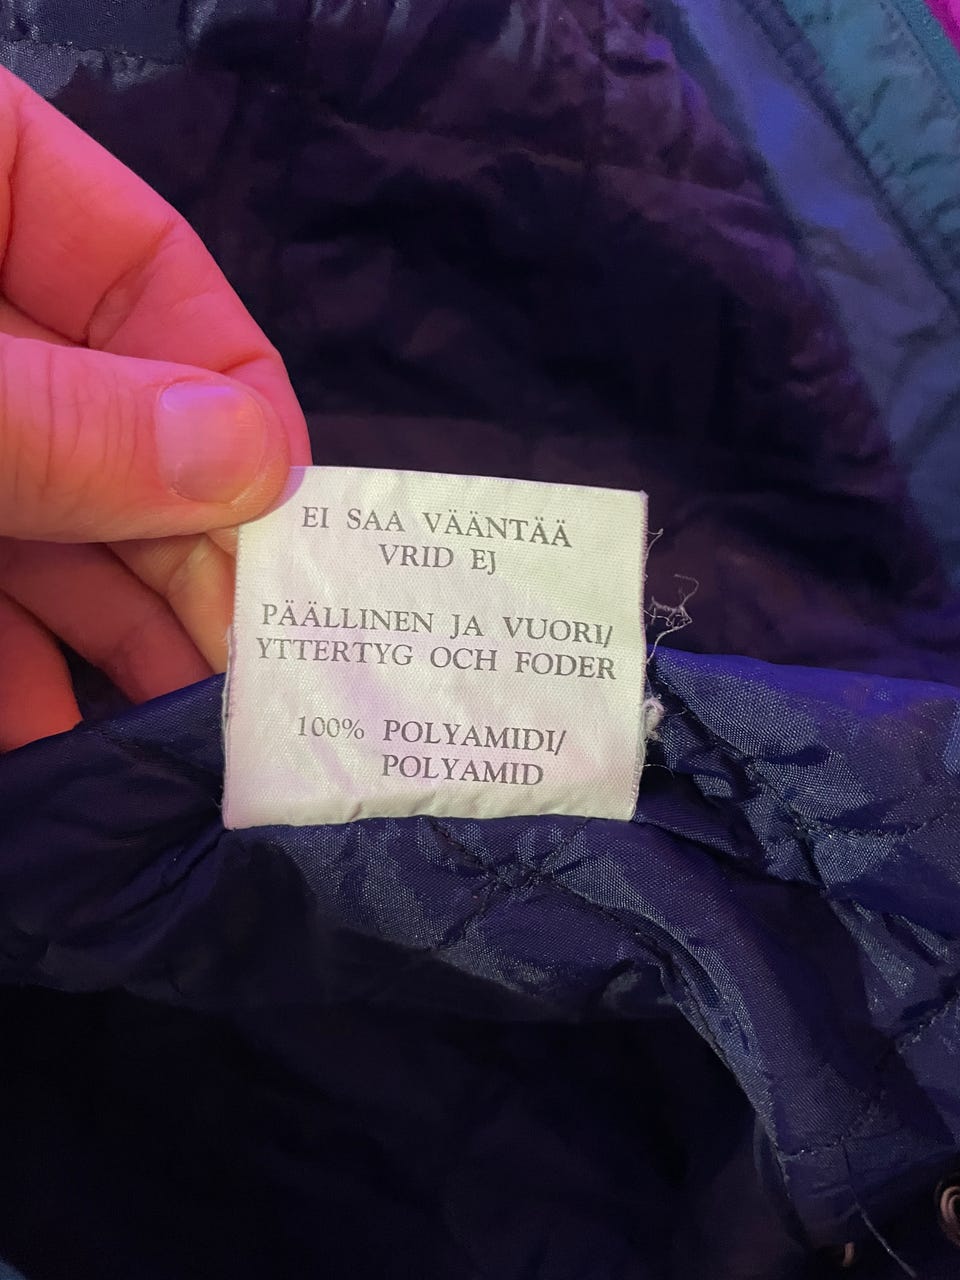 EI SAA VÄÄNTÄÄ
VRID EJ
PÄÄLLINEN JA VUORI/
YTTERTYG OCH FODER
100% POLYAMIDI/
POLYAMID